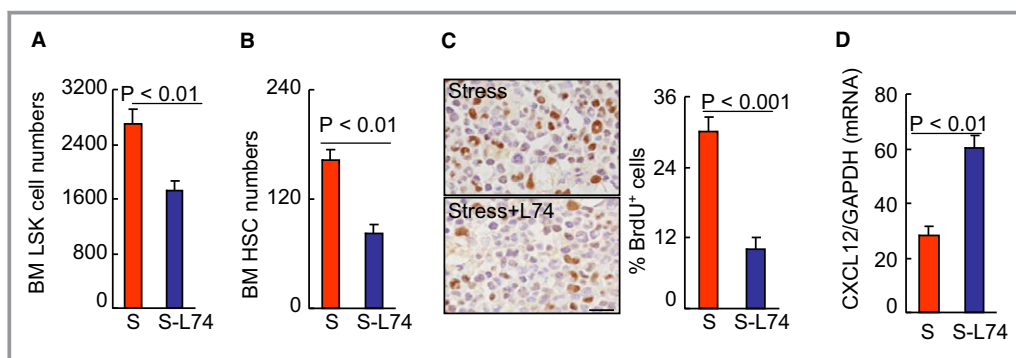 A
BM LSK cell numbers
3200
2400
1600
800
0
P < 0.01
S S-L74
B
BM HSC numbers
240
120
0
P < 0.01
S S-L74
C
Stress
Stress+L74
% BrdU⁺ cells
36
24
12
0
P < 0.001
S S-L74
D
CXCL12/GAPDH (mRNA)
80
60
40
20
0
P < 0.01
S S-L74